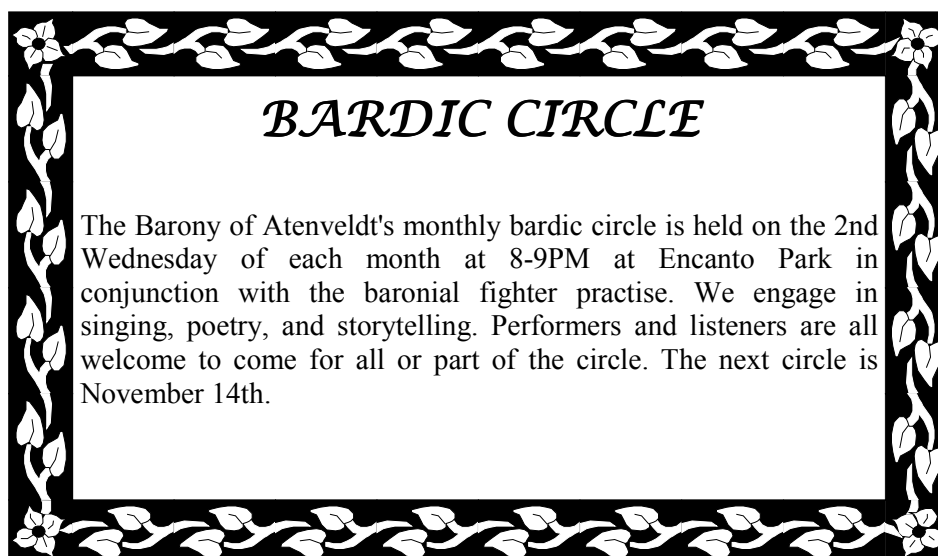 BARDIC CIRCLE
The Barony of Atenveldt's monthly bardic circle is held on the 2nd
Wednesday of each month at 8-9PM at Encanto Park in
conjunction with the baronial fighter practise. We engage in
singing, poetry, and storytelling. Performers and listeners are all
welcome to come for all or part of the circle. The next circle is
November 14th.